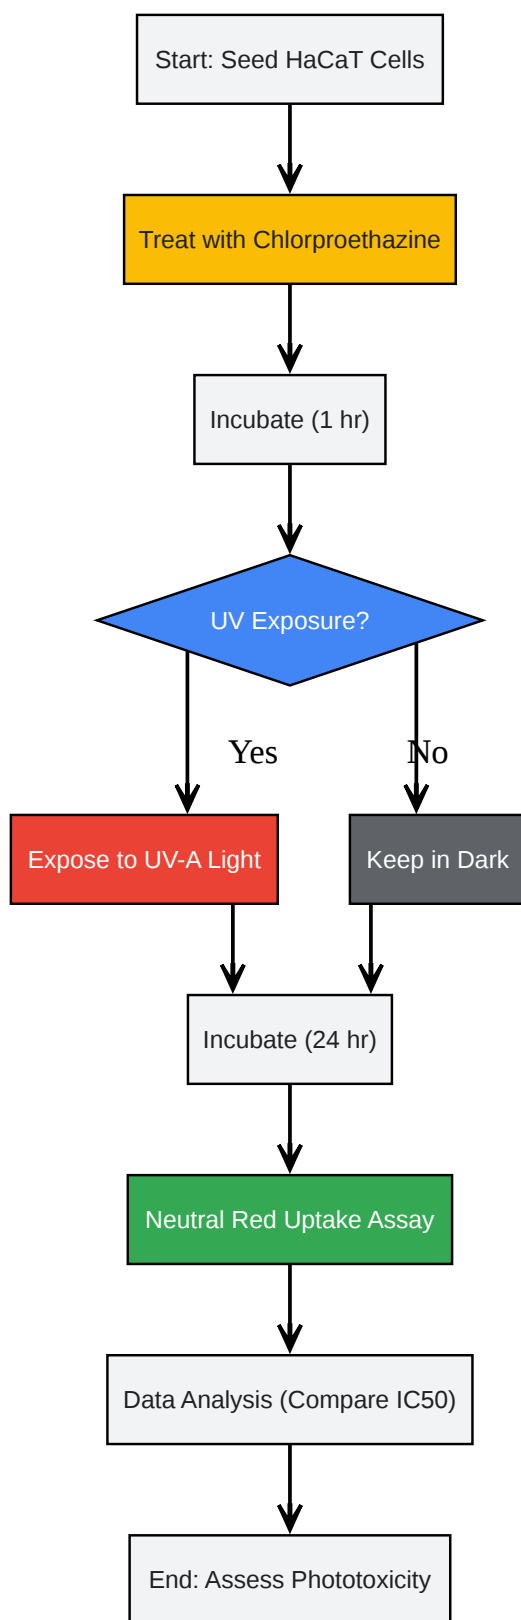 Start: Seed HaCaT Cells
Treat with Chlorproethazine
Incubate (1 hr)
UV Exposure?
Yes
No
Expose to UV-A Light
Keep in Dark
Incubate (24 hr)
Neutral Red Uptake Assay
Data Analysis (Compare IC50)
End: Assess Phototoxicity